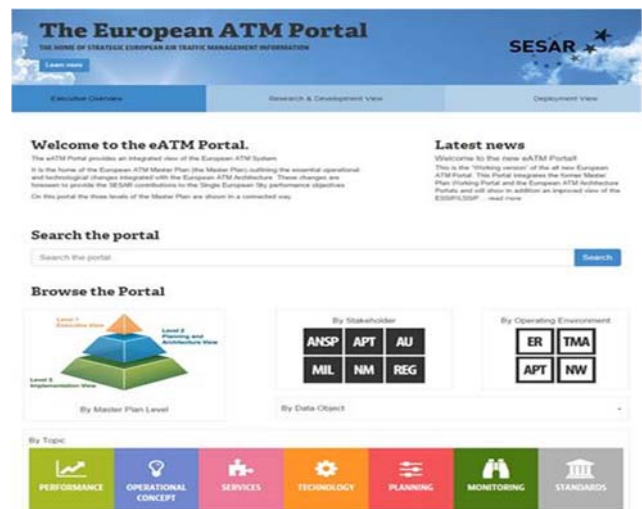 The European ATM Portal
THE HOME OF STRATEGIC EUROPEAN AIR TRAFFIC MANAGEMENT INFORMATION
Learn more
SESAR
Executive Overview
Research & Development View
Deployment View
Welcome to the eATM Portal.
The eATM Portal provides an integrated view of the European ATM System.
It is the home of the European ATM Master Plan (the Master Plan) outlining the essential operational
and technological changes integrated with the European ATM Architecture. These changes are
foreseen to provide the SESAR contributions to the Single European Sky performance objectives
On this portal the three levels of the Master Plan are shown in a connected way.
Latest news
Welcome to the new eATM Portal!
This is the 'Working version' of the all new European
ATM Portal. This Portal integrates the former Master
Plan Working Portal and the European ATM Architecture
Portals and will show in addition an improved view of the
ESSIP/LSSIP ... read more
Search the portal
Search the portal
Search
Browse the Portal
Level 1
Executive View
Level 2
Planning and
Architecture View
Level 3
Implementation View
By Master Plan Level
By Stakeholder
ANSP APT AU
MIL NM REG
By Operating Environment
ER TMA
APT NW
By Data Object
By Topic
PERFORMANCE
OPERATIONAL
CONCEPT
SERVICES
TECHNOLOGY
PLANNING
MONITORING
STANDARDS